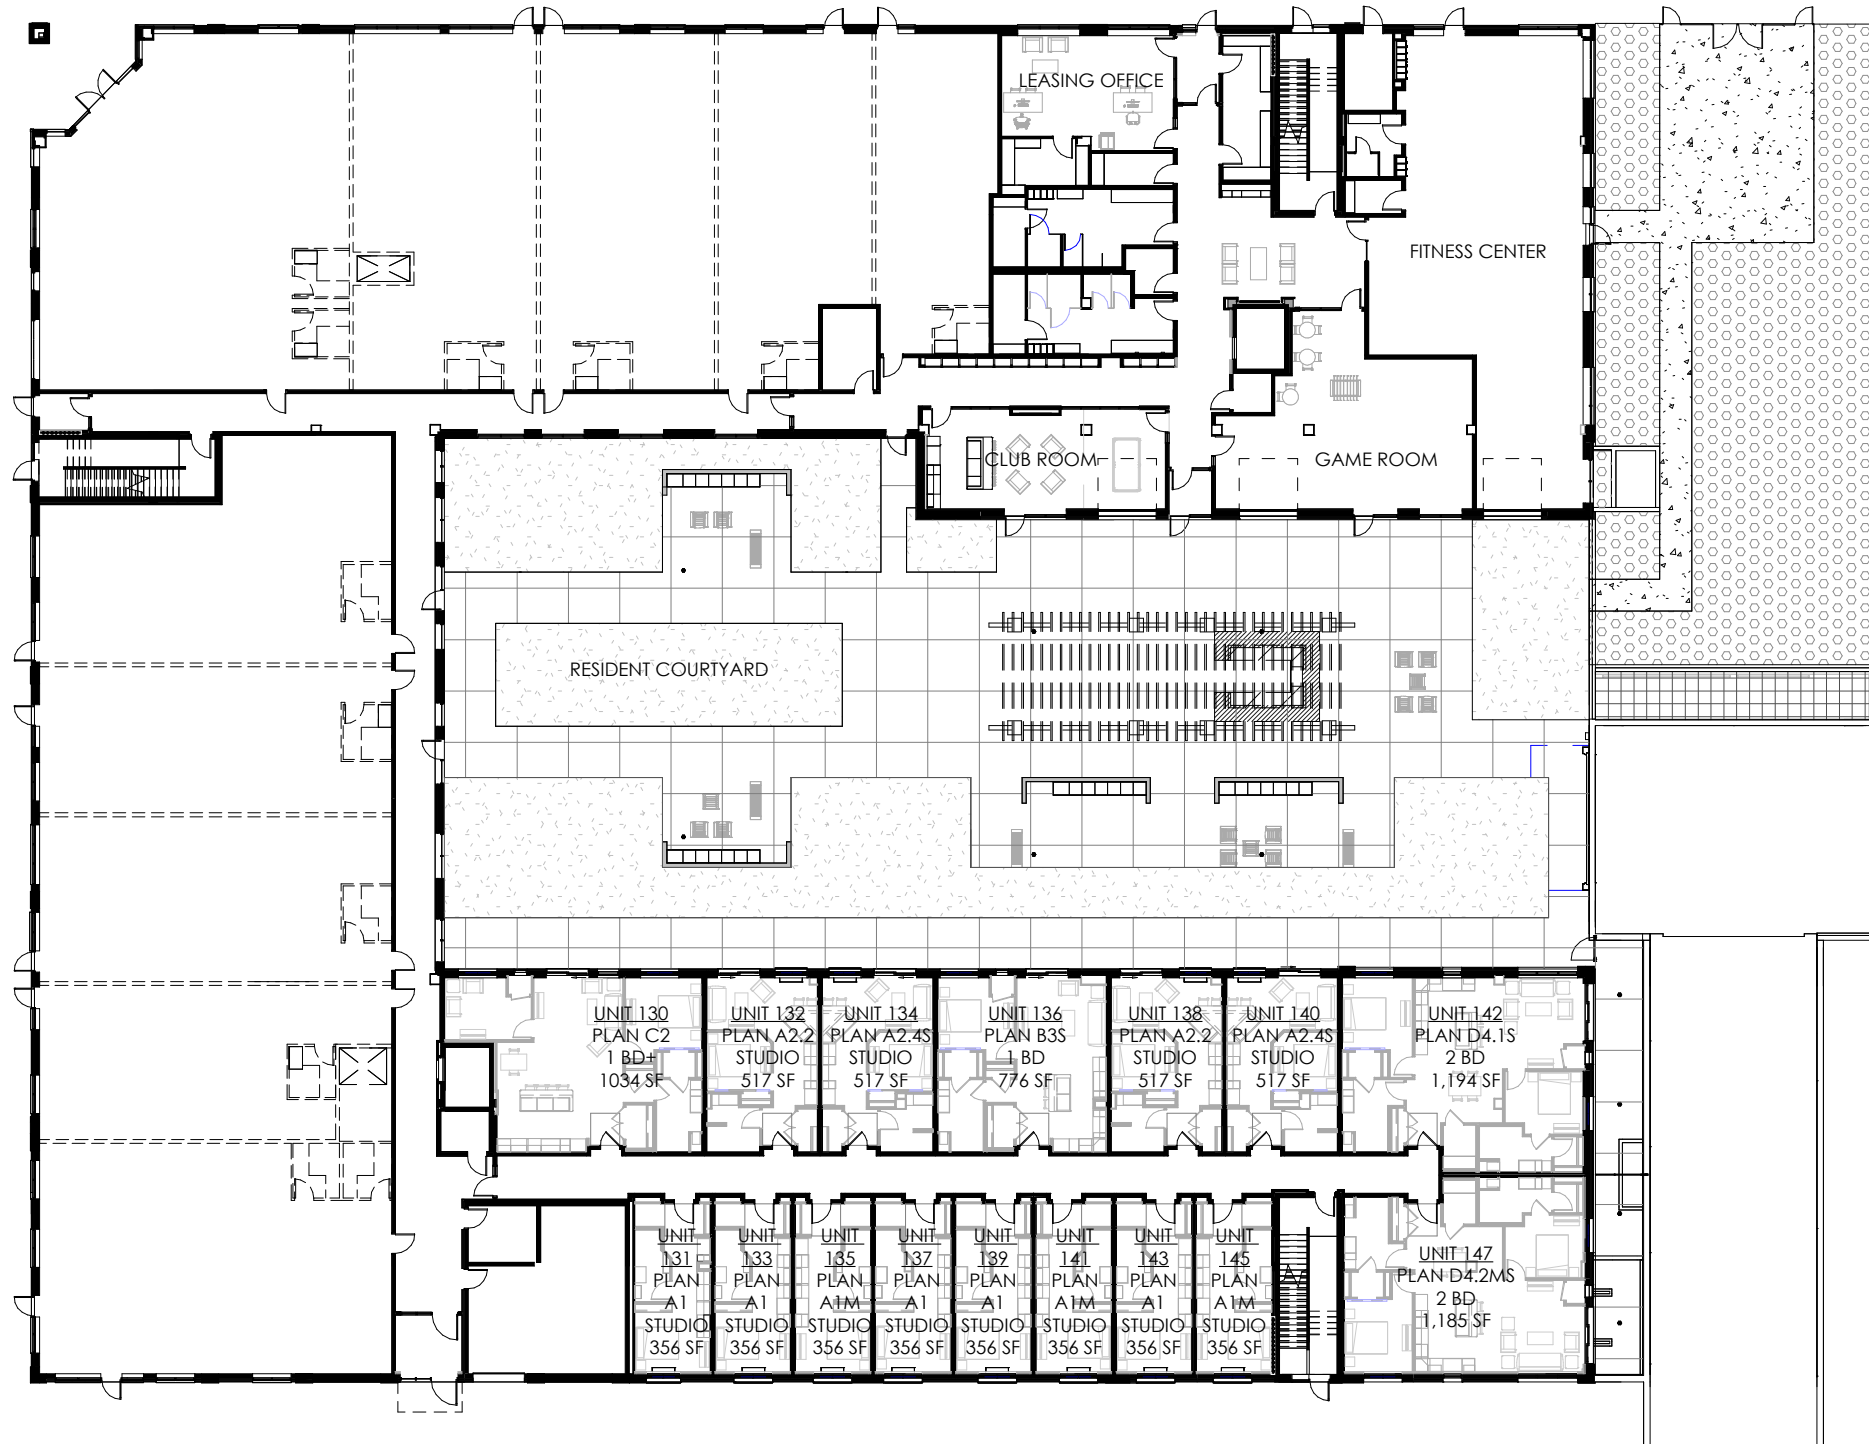 LEASING OFFICE
FITNESS CENTER
CLUB ROOM
GAME ROOM
RESIDENT COURTYARD
UNIT 130
PLAN C2
1 BD+
1034 SF
UNIT 132
PLAN A2.2
STUDIO
517 SF
UNIT 134
PLAN A2.4S
STUDIO
517 SF
UNIT 136
PLAN B3S
1 BD
776 SF
UNIT 138
PLAN A2.2
STUDIO
517 SF
UNIT 140
PLAN A2.4S
STUDIO
517 SF
UNIT 142
PLAN D4.1S
2 BD
1,194 SF
UNIT
131
PLAN
A1
STUDIO
356 SF
UNIT
133
PLAN
A1
STUDIO
356 SF
UNIT
135
PLAN
A1M
STUDIO
356 SF
UNIT
137
PLAN
A1
STUDIO
356 SF
UNIT
139
PLAN
A1
STUDIO
356 SF
UNIT
141
PLAN
A1M
STUDIO
356 SF
UNIT
143
PLAN
A1
STUDIO
356 SF
UNIT
145
PLAN
A1M
STUDIO
356 SF
UNIT 147
PLAN D4.2MS
2 BD
1,185 SF